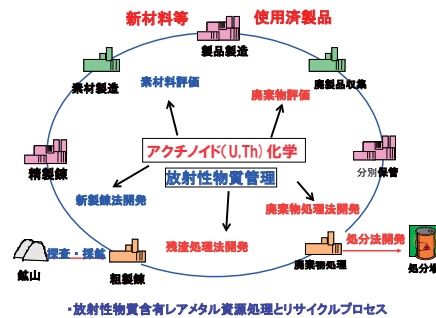 新材料等
使用済製品
製品製造
素材製造
廃製品収集
素材料評価
廃棄物評価
アクチノイド(U,Th)化学
放射性物質管理
精製錬
分別保管
新製錬法開発
廃棄物処理法開発
残渣処理法開発
処分法開発
探査・採鉱
鉱山
粗製錬
廃棄物処理
処分場
・放射性物質含有レアメタル資源処理とリサイクルプロセス